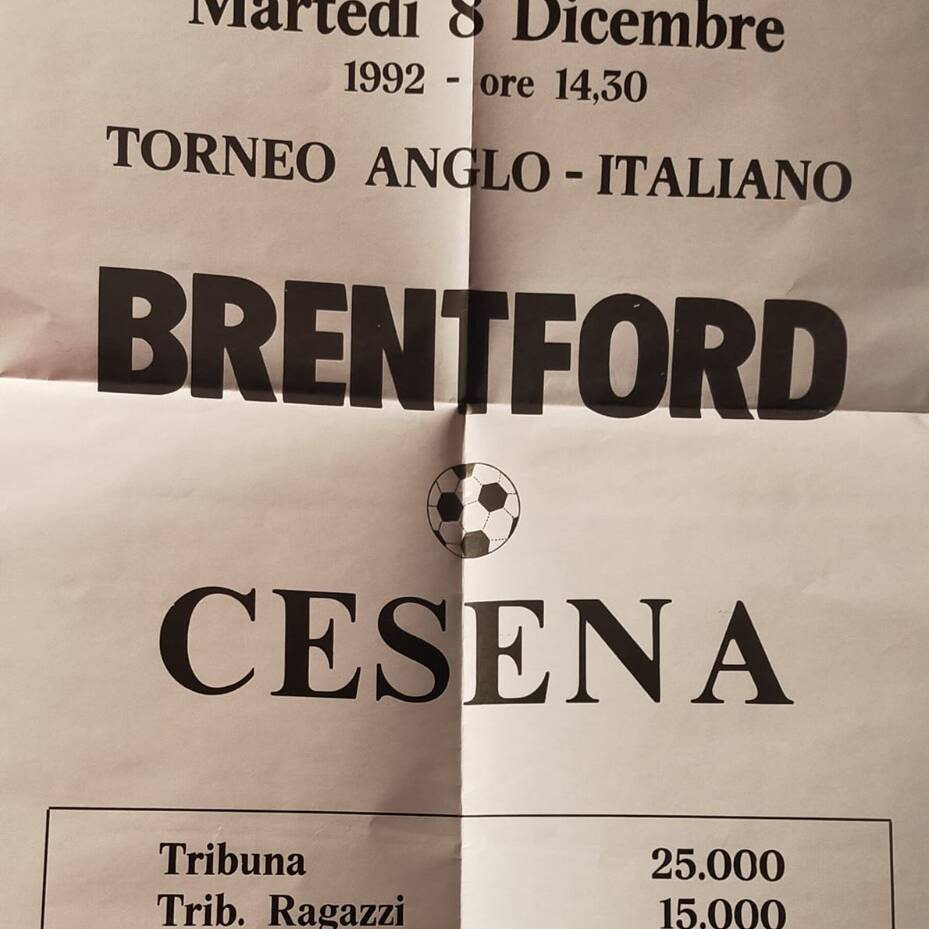 Martedì 8 Dicembre
1992 - ore 14,30
TORNEO ANGLO - ITALIANO
BRENTFORD
CESENA
Tribuna 25.000
Trib. Ragazzi 15.000